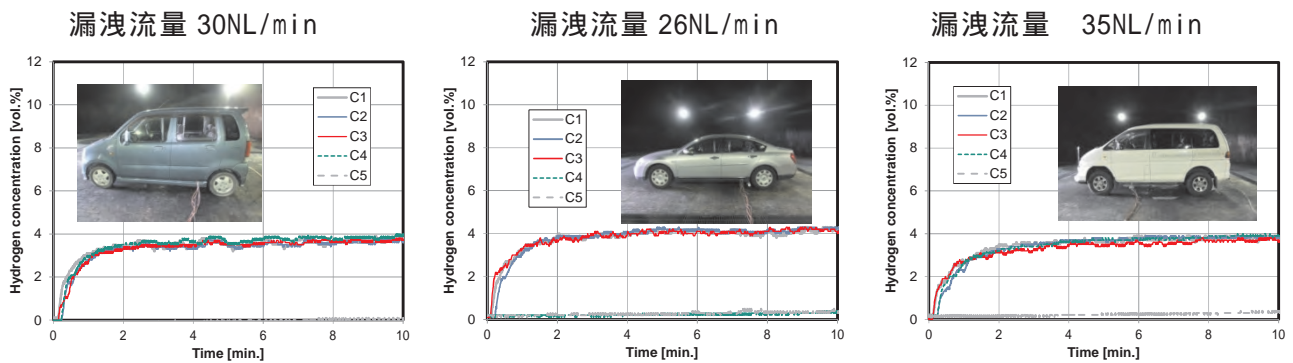 漏洩流量 30NL/min
Hydrogen concentration [vol.%]
12
10
8
6
4
2
0
C1
C2
C3
C4
C5
0 2 4 6 8 10
Time [min.]
漏洩流量 26NL/min
Hydrogen concentration [vol.%]
12
10
8
6
4
2
0
C1
C2
C3
C4
C5
0 2 4 6 8 10
Time [min.]
漏洩流量 35NL/min
Hydrogen concentration [vol.%]
12
10
8
6
4
2
0
C1
C2
C3
C4
C5
0 2 4 6 8 10
Time [min.]